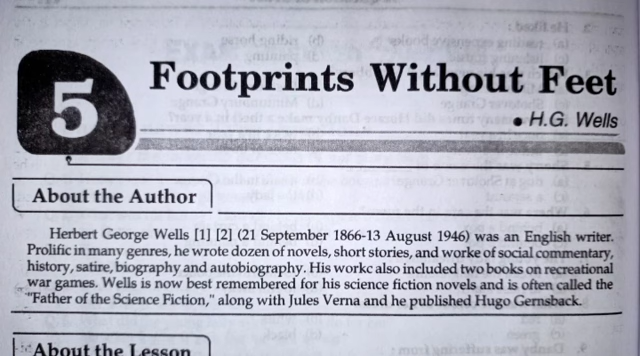 5
Footprints Without Feet
• H.G. Wells
About the Author
Herbert George Wells [1] [2] (21 September 1866-13 August 1946) was an English writer.
Prolific in many genres, he wrote dozen of novels, short stories, and worke of social commentary,
history, satire, biography and autobiography. His workc also included two books on recreational
war games. Wells is now best remembered for his science fiction novels and is often called the
"Father of the Science Fiction," along with Jules Verna and he published Hugo Gernsback.
About the Lesson